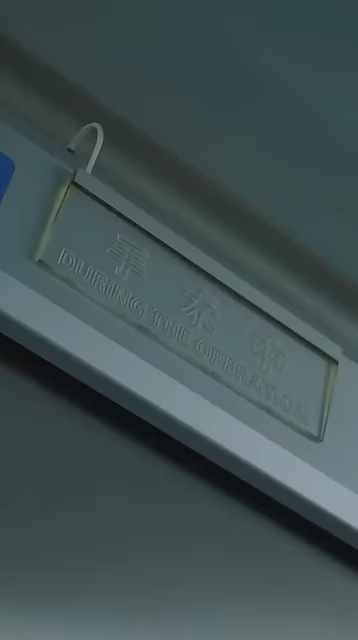 手术中
DURING THE OPERATION